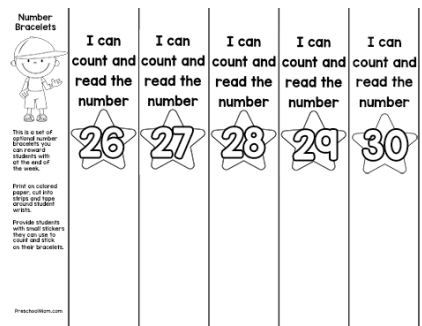 Number
Bracelets
This is a set of
optional number
bracelets you
can reward
students with
at the end of
the week.
Print on colored
paper, cut into
strips and tape
around student
wrists.
Provide students
with small stickers
they can use to
count and stick
on their bracelets.
PreschoolMom.com
I can
count and
read the
number
26
I can
count and
read the
number
27
I can
count and
read the
number
28
I can
count and
read the
number
29
I can
count and
read the
number
30